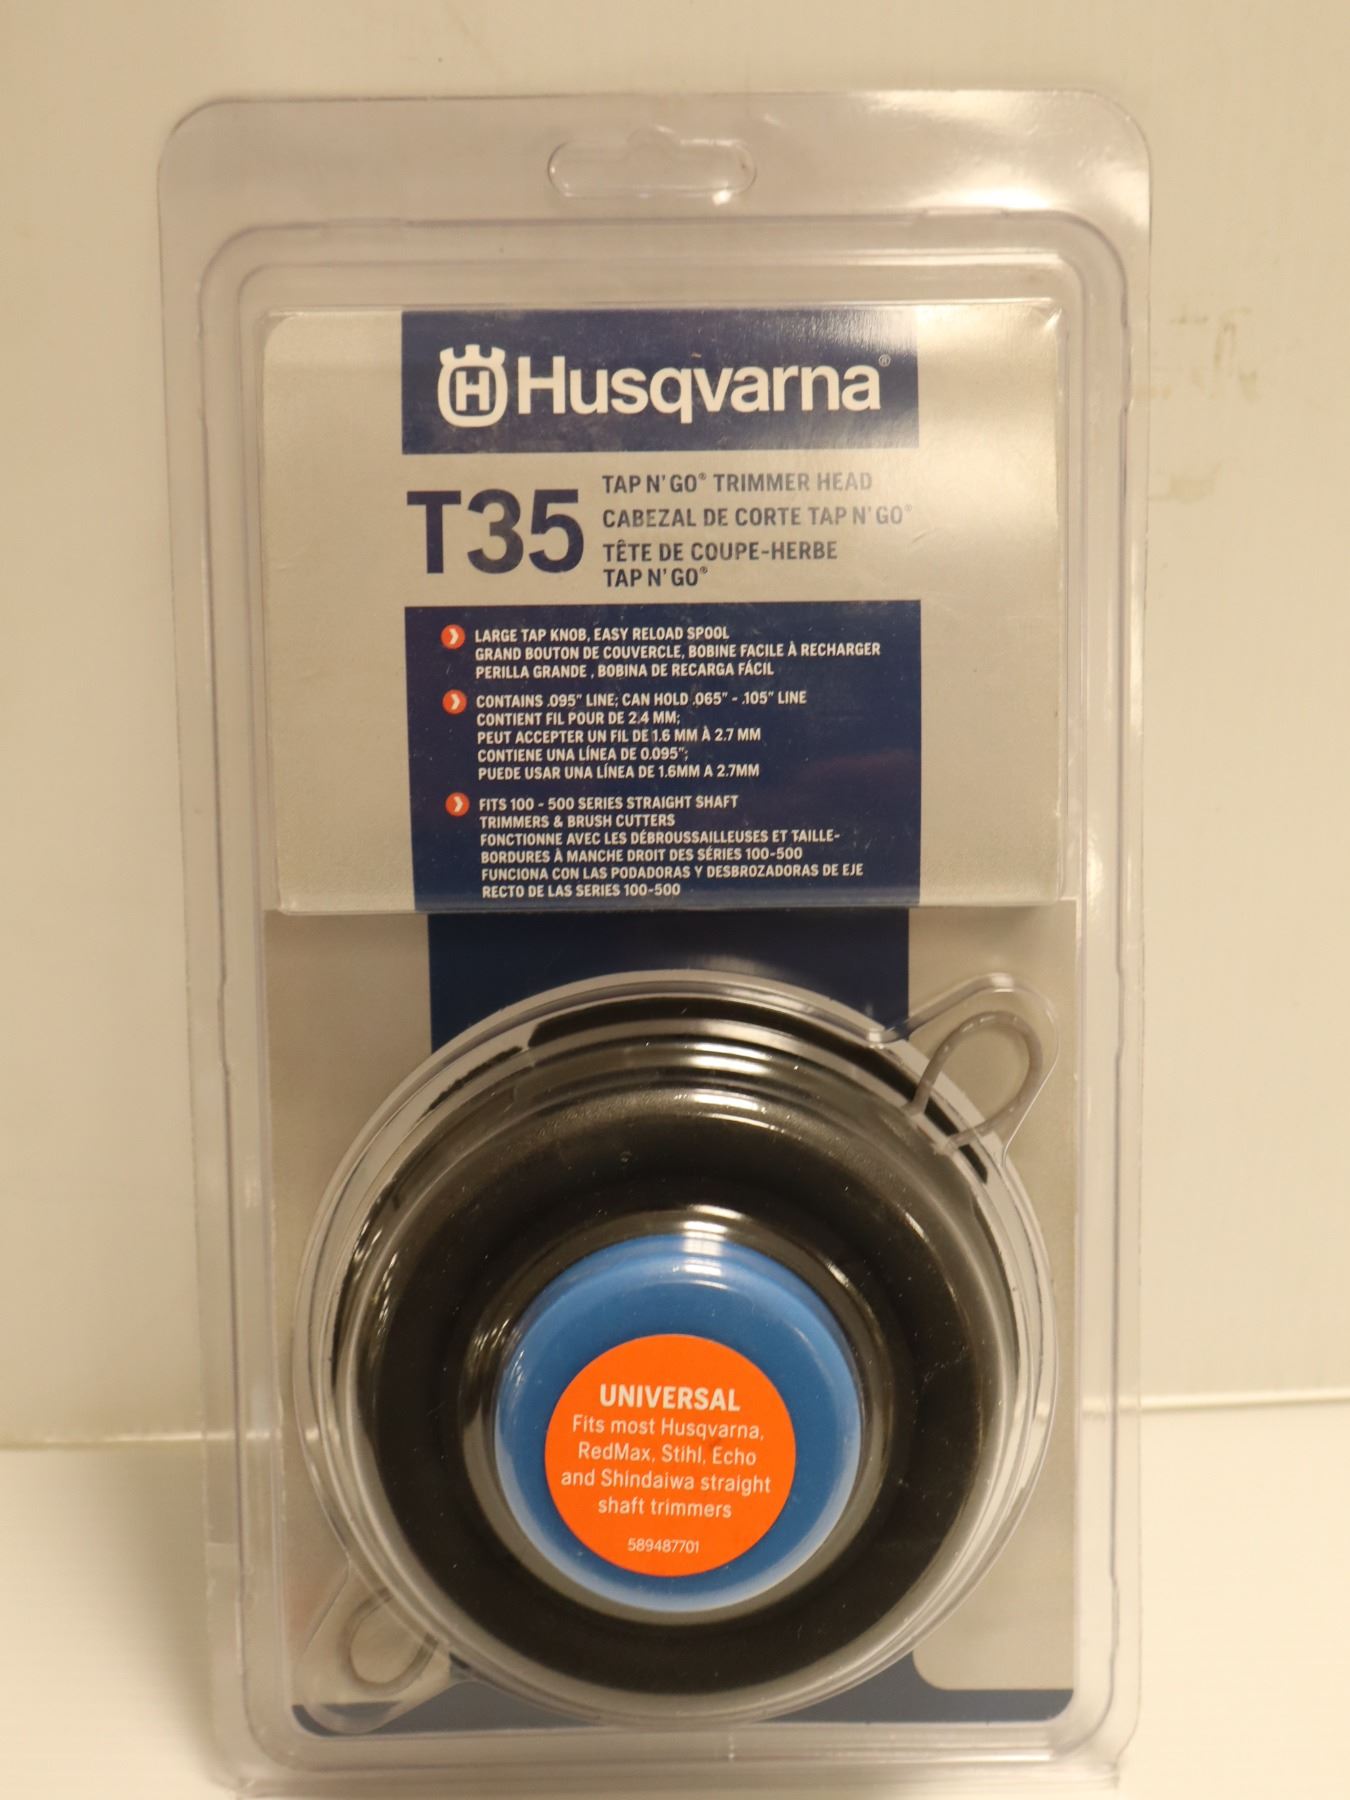 H Husqvarna®
T35
TAP N' GO® TRIMMER HEAD
CABEZAL DE CORTE TAP N' GO®
TÊTE DE COUPE-HERBE
TAP N' GO®
LARGE TAP KNOB, EASY RELOAD SPOOL
GRAND BOUTON DE COUVERCLE, BOBINE FACILE À RECHARGER
PERILLA GRANDE , BOBINA DE RECARGA FÁCIL
CONTAINS .095" LINE; CAN HOLD .065" - .105" LINE
CONTIENT FIL POUR DE 2.4 MM;
PEUT ACCEPTER UN FIL DE 1.6 MM À 2.7 MM
CONTIENE UNA LÍNEA DE 0.095";
PUEDE USAR UNA LÍNEA DE 1.6MM A 2.7MM
FITS 100 - 500 SERIES STRAIGHT SHAFT
TRIMMERS & BRUSH CUTTERS
FONCTIONNE AVEC LES DÉBROUSSAILLEUSES ET TAILLE-
BORDURES À MANCHE DROIT DES SÉRIES 100-500
FUNCIONA CON LAS PODADORAS Y DESBROZADORAS DE EJE
RECTO DE LAS SERIES 100-500
UNIVERSAL
Fits most Husqvarna,
RedMax, Stihl, Echo
and Shindaiwa straight
shaft trimmers
589487701